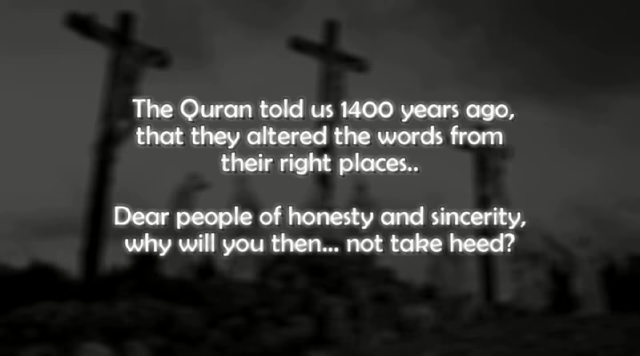 The Quran told us 1400 years ago,
that they altered the words from
their right places..
Dear people of honesty and sincerity,
why will you then... not take heed?